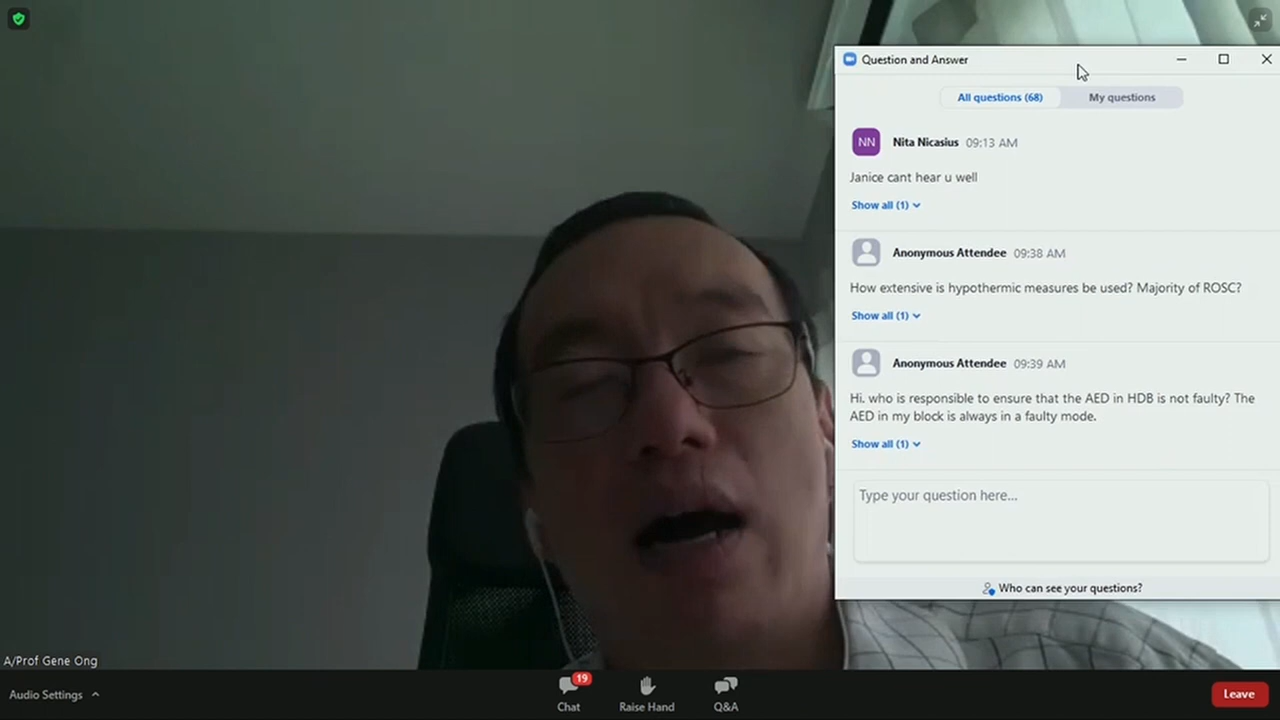 Question and Answer
All questions (68)
My questions
NN
Nita Nicasius 09:13 AM
Janice cant hear u well
Show all (1)
Anonymous Attendee 09:38 AM
How extensive is hypothermic measures be used? Majority of ROSC?
Show all (1)
Anonymous Attendee 09:39 AM
Hi. who is responsible to ensure that the AED in HDB is not faulty? The
AED in my block is always in a faulty mode.
Show all (1)
Type your question here...
Who can see your questions?
A/Prof Gene Ong
Audio Settings
19
Chat
Raise Hand
Q&A
Leave